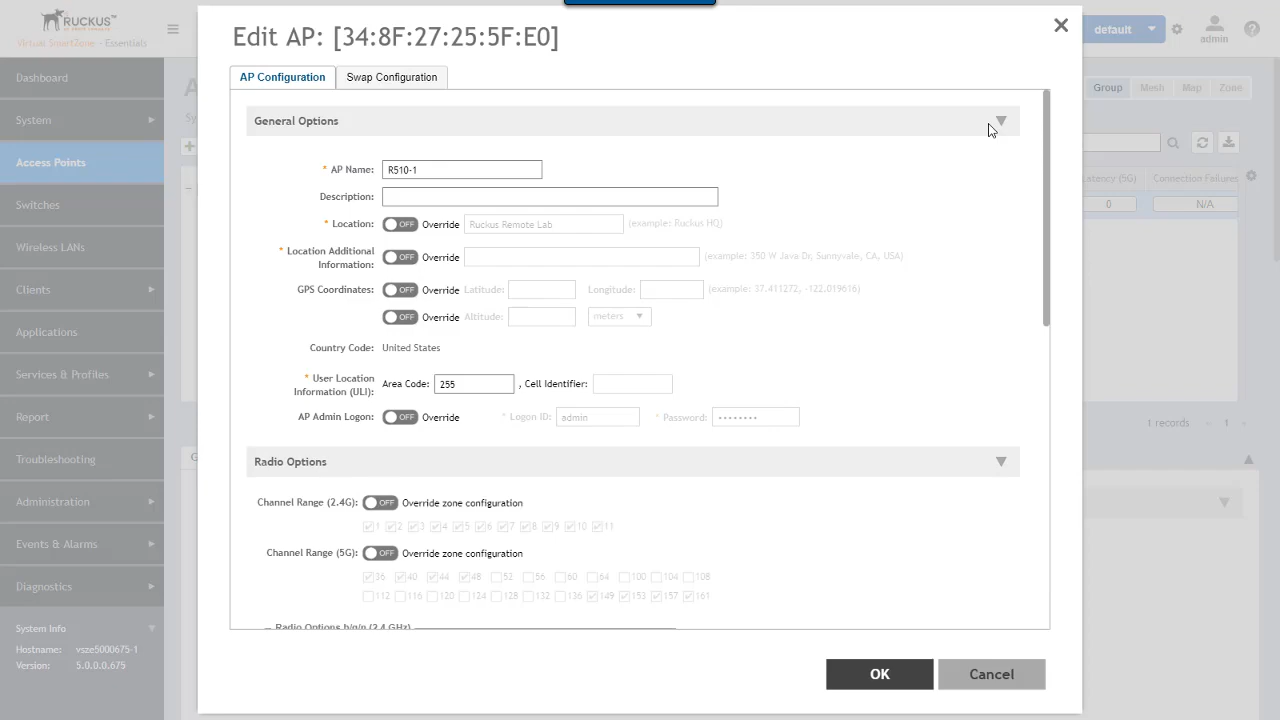 RUCKUS™
Virtual SmartZone - Essentials
Edit AP: [34:8F:27:25:5F:E0]
default
admin
AP Configuration
Swap Configuration
Dashboard
System
Access Points
Switches
Wireless LANs
Clients
Applications
Services & Profiles
Report
Troubleshooting
Administration
Events & Alarms
Diagnostics
System Info
Hostname: vsze5000675-1
Version: 5.0.0.0.675
Group Mesh Map Zone
General Options
* AP Name: R510-1
Description:
* Location: OFF Override Ruckus Remote Lab (example: Ruckus HQ)
* Location Additional
Information: OFF Override (example: 350 W Java Dr, Sunnyvale, CA, USA)
GPS Coordinates: OFF Override Latitude: Longitude: (example: 37.411272, -122.019616)
OFF Override Altitude: meters
Country Code: United States
* User Location
Information (ULI): Area Code: 255 , Cell Identifier:
AP Admin Logon: OFF Override * Logon ID: admin * Password: ••••••••
Radio Options
Channel Range (2.4G): OFF Override zone configuration
1 2 3 4 5 6 7 8 9 10 11
Channel Range (5G): OFF Override zone configuration
36 40 44 48 52 56 60 64 100 104 108
112 116 120 124 128 132 136 149 153 157 161
Radio Options b/g/n (2.4 GHz)
(5G) Connection Failures
0 N/A
1 records 1
OK
Cancel